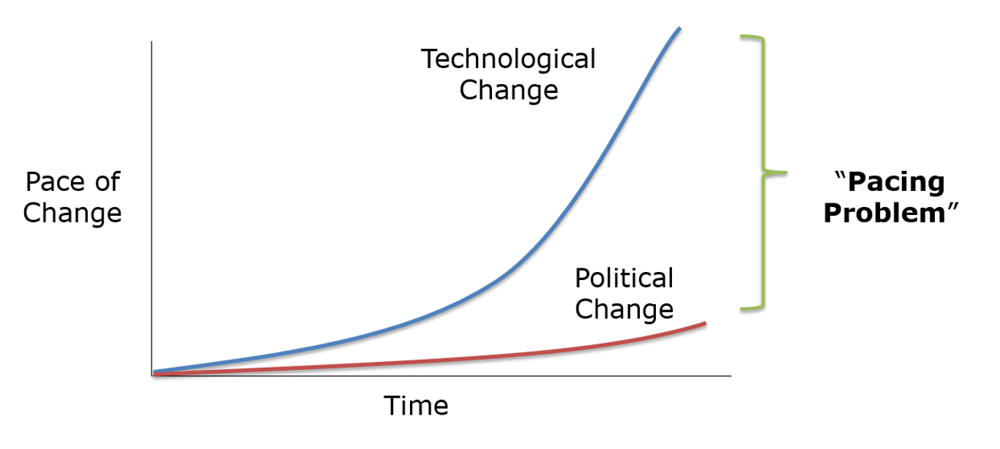 Technological
Change
Pace of
Change
“Pacing
Problem”
Political
Change
Time